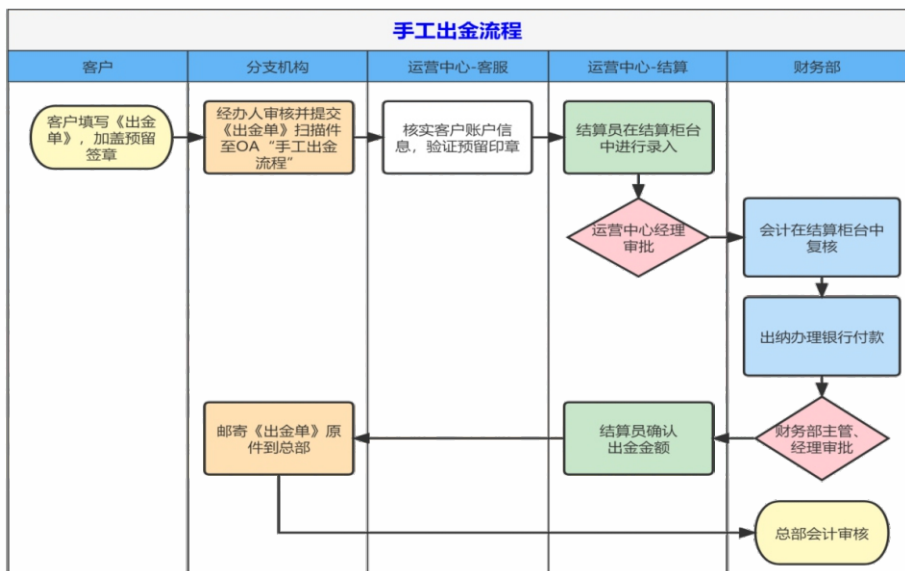 手工出金流程
客户
分支机构
运营中心-客服
运营中心-结算
财务部
客户填写《出金
单》，加盖预留
签章
经办人审核并提交
《出金单》扫描件
至OA“手工出金
流程”
核实客户账户信
息，验证预留印章
结算员在结算柜台
中进行录入
运营中心经理
审批
会计在结算柜台中
复核
出纳办理银行付款
财务部主管、
经理审批
结算员确认
出金金额
邮寄《出金单》原
件到总部
总部会计审核